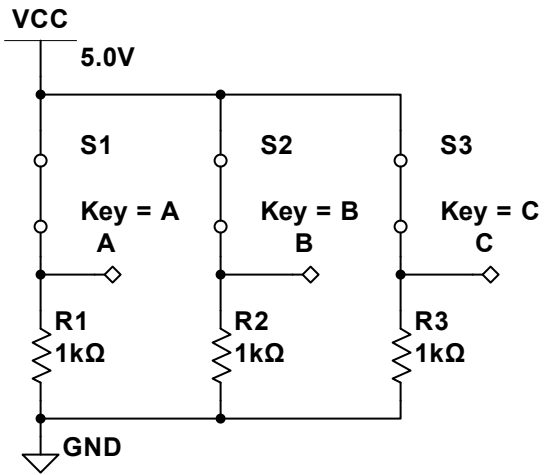 VCC
5.0V
S1 S2 S3
Key = A Key = B Key = C
A B C
R1 R2 R3
1kΩ 1kΩ 1kΩ
GND